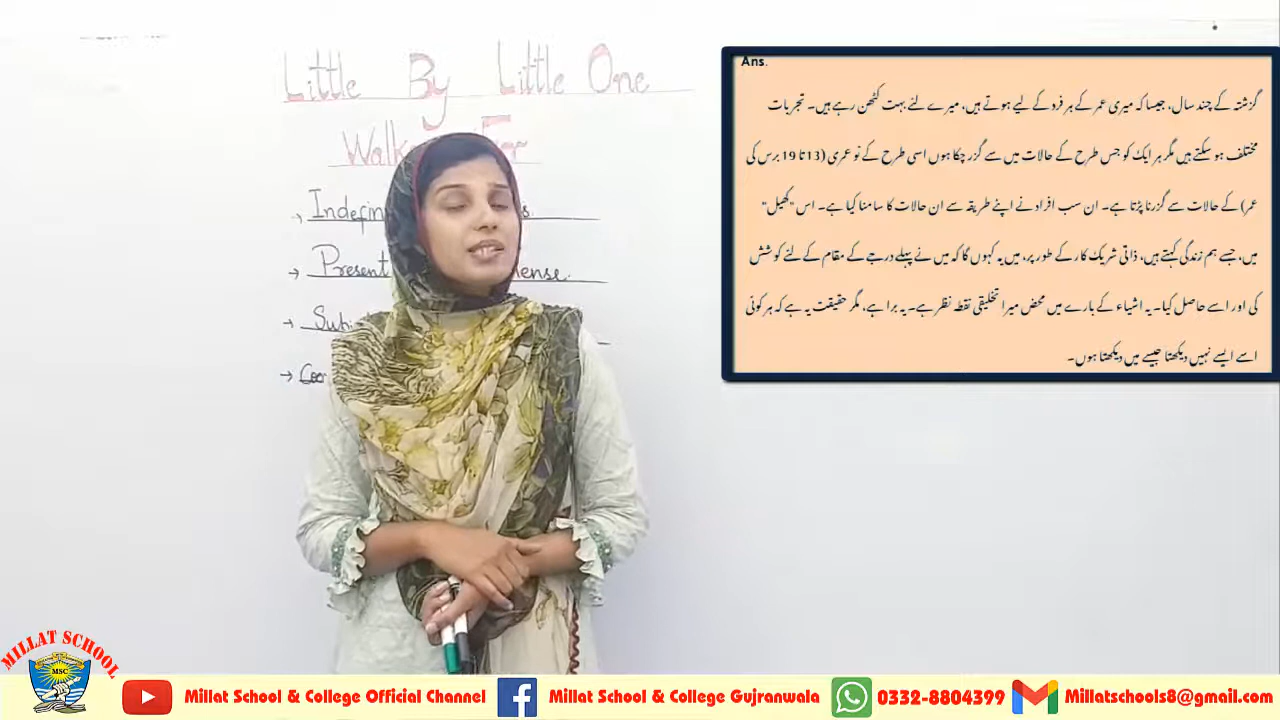 Little By Little One
Walks Far
Indefin
s.
Present
Tense.
Sub
Ans.
گزشتہ کے چند سال، جیسا کہ میری عمر کے ہر فرد کے لیے ہوتے ہیں، میرے لئے بہت کٹھن رہے ہیں۔ تجربات
مختلف ہو سکتے ہیں مگر ہر ایک کو جس طرح کے حالات میں سے گزر چکا ہوں اسی طرح کے نو عمری (13 تا 19 برس کی
عمر) کے حالات سے گزرنا پڑتا ہے۔ ان سب افراد نے اپنے طریقہ سے ان حالات کا سامنا کیا ہے۔ اس "کھیل"
میں، جسے ہم زندگی کہتے ہیں، ذاتی شریک کار کے طور پر، میں یہ کہوں گا کہ میں نے پہلے درجے کے مقام کے لئے کوشش
کی اور اسے حاصل کیا۔ یہ اشیاء کے بارے میں محض میرا تخلیقی نقطہ نظر ہے۔ یہ برا ہے، مگر حقیقت یہ ہے کہ ہر کوئی
اسے ایسے نہیں دیکھتا جیسے میں دیکھتا ہوں۔
MILLAT SCHOOL
MSC
Millat School & College Official Channel
Millat School & College Gujranwala
0332-8804399
Millatschools8@gmail.com